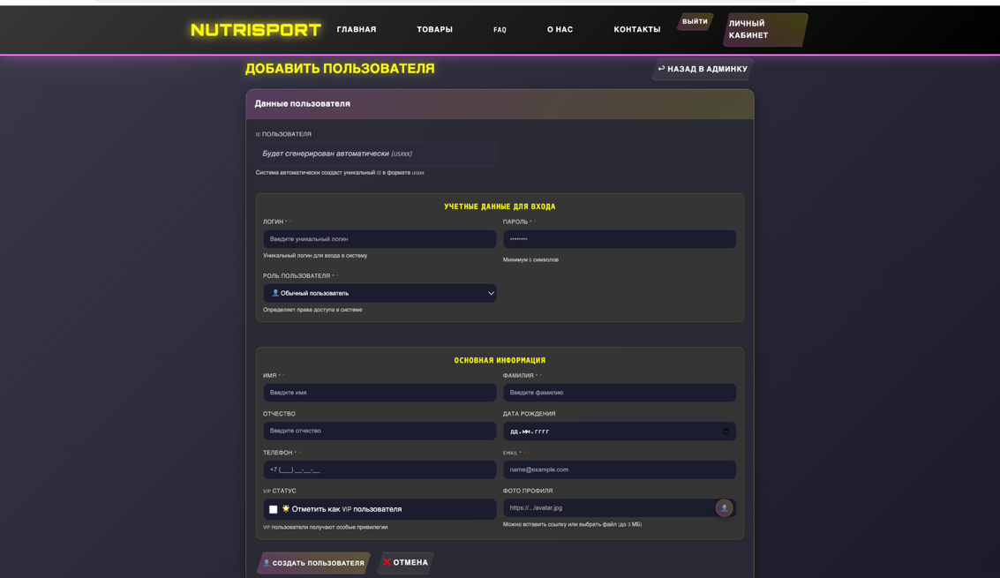 NUTRISPORT ГЛАВНАЯ ТОВАРЫ FAQ О НАС КОНТАКТЫ ВЫЙТИ ЛИЧНЫЙ КАБИНЕТ
ДОБАВИТЬ ПОЛЬЗОВАТЕЛЯ
↩ НАЗАД В АДМИНКУ
Данные пользователя
ID ПОЛЬЗОВАТЕЛЯ
Будет сгенерирован автоматически (usxxx)
Система автоматически создаст уникальный ID в формате usxxx
УЧЕТНЫЕ ДАННЫЕ ДЛЯ ВХОДА
ЛОГИН * *
ПАРОЛЬ * *
Введите уникальный логин
••••••••
Уникальный логин для входа в систему
Минимум 6 символов
РОЛЬ ПОЛЬЗОВАТЕЛЯ * *
👤 Обычный пользователь
Определяет права доступа в системе
ОСНОВНАЯ ИНФОРМАЦИЯ
ИМЯ * *
ФАМИЛИЯ * *
Введите имя
Введите фамилию
ОТЧЕСТВО
ДАТА РОЖДЕНИЯ
Введите отчество
дд.мм.гггг
ТЕЛЕФОН * *
EMAIL * *
+7 (___) __-__-__
name@example.com
VIP СТАТУС
ФОТО ПРОФИЛЯ
🌟 Отметить как VIP пользователя
https://.../avatar.jpg
VIP пользователи получают особые привилегии
Можно вставить ссылку или выбрать файл (до 3 МБ)
👤 СОЗДАТЬ ПОЛЬЗОВАТЕЛЯ
❌ ОТМЕНА